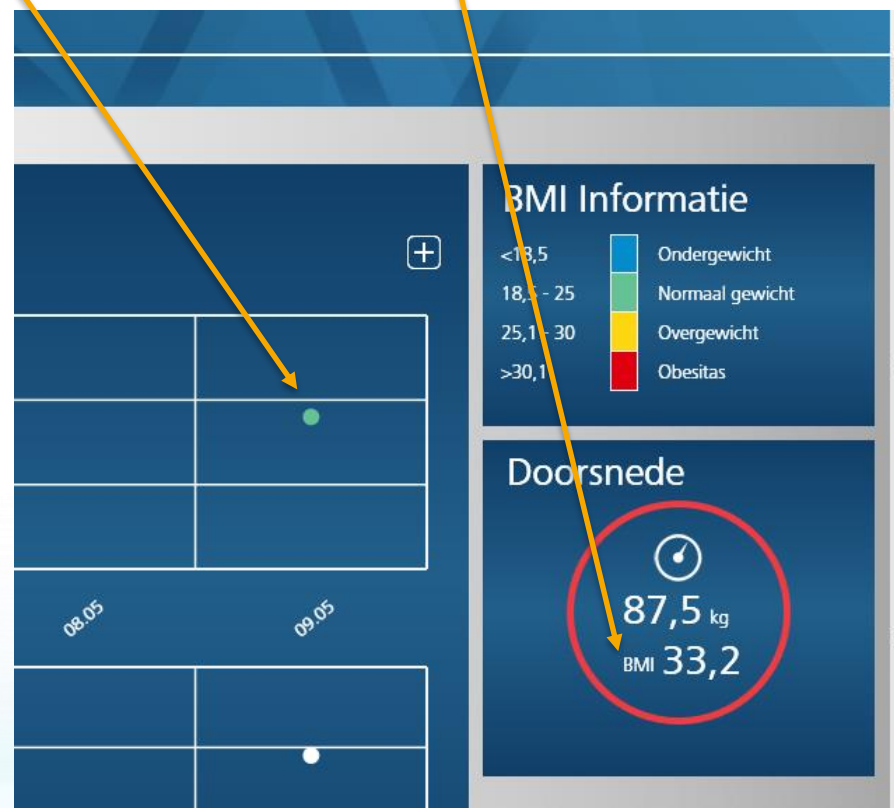 BMI Informatie
<18,5 Ondergewicht
18,5 - 25 Normaal gewicht
25,1 - 30 Overgewicht
>30,1 Obesitas
Doorsnede
87,5 kg
BMI 33,2
08.05 09.05